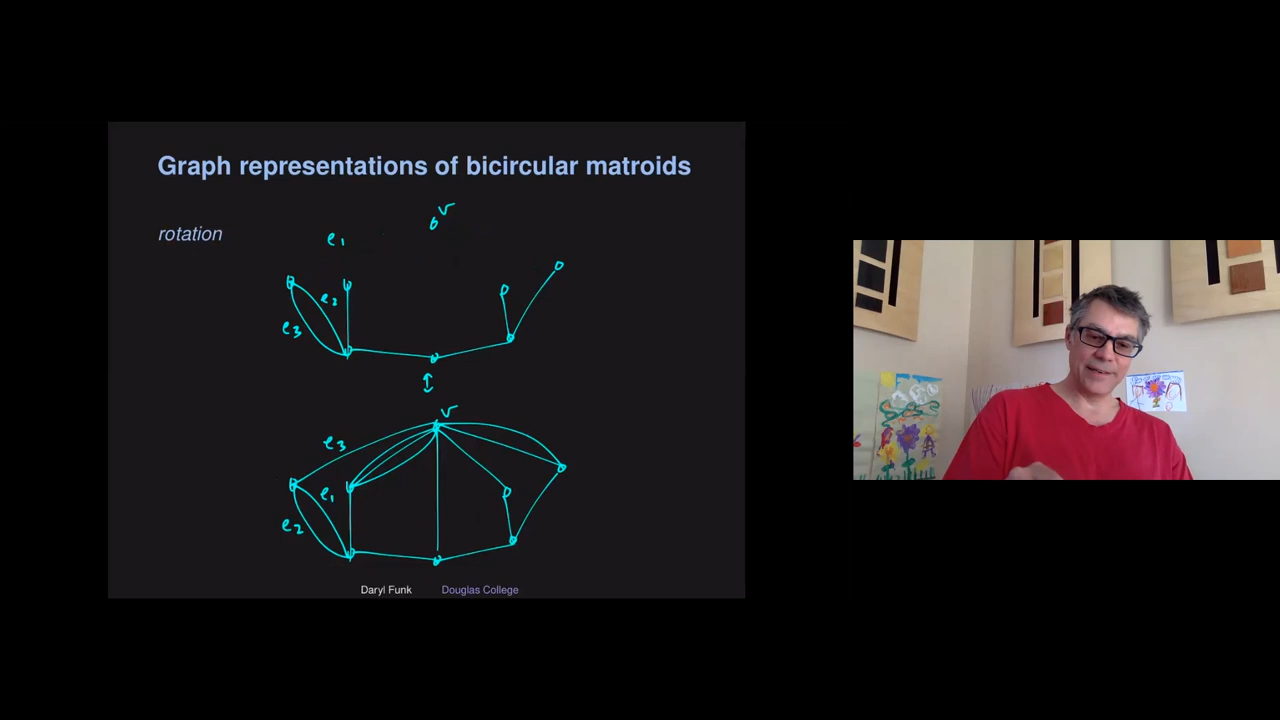 Graph representations of bicircular matroids
rotation
v
e1
e2
e3
v
e3
e1
e2
Daryl Funk Douglas College